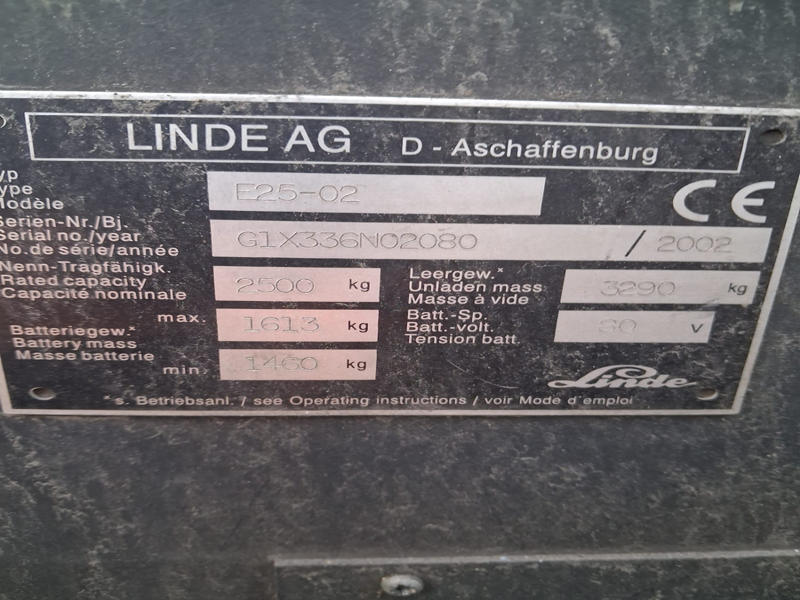 LINDE AG D - Aschaffenburg
Type E25-02
Modèle
CE
Serien-Nr./Bj.
Serial no./year G1X336N02080 / 2002
No. de série/année
Nenn-Tragfähigk.
Rated capacity 2500 kg
Capacité nominale
Leergew.*
Unladen mass 3290 kg
Masse à vide
max. 1613 kg
Batteriegew.*
Battery mass
Masse batterie
min. 1460 kg
Batt.-Sp.
Batt.-volt. 80 V
Tension batt.
Linde
*s. Betriebsanl. / see Operating instructions / voir Mode d'emploi